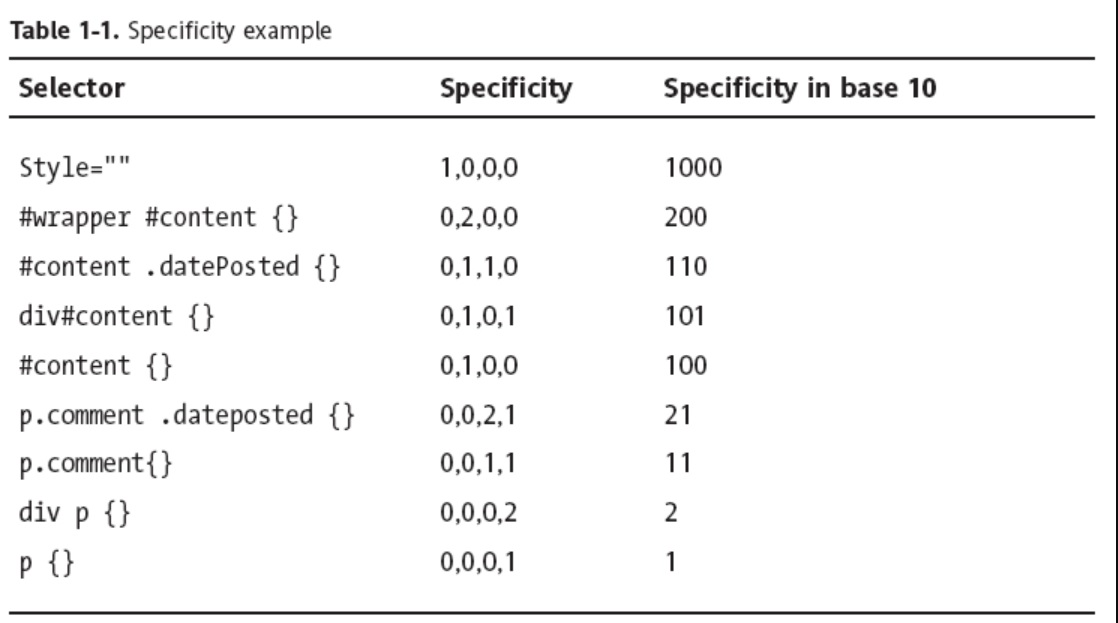 Table 1-1. Specificity example
Selector Specificity Specificity in base 10
Style="" 1,0,0,0 1000
#wrapper #content {} 0,2,0,0 200
#content .datePosted {} 0,1,1,0 110
div#content {} 0,1,0,1 101
#content {} 0,1,0,0 100
p.comment .dateposted {} 0,0,2,1 21
p.comment{} 0,0,1,1 11
div p {} 0,0,0,2 2
p {} 0,0,0,1 1